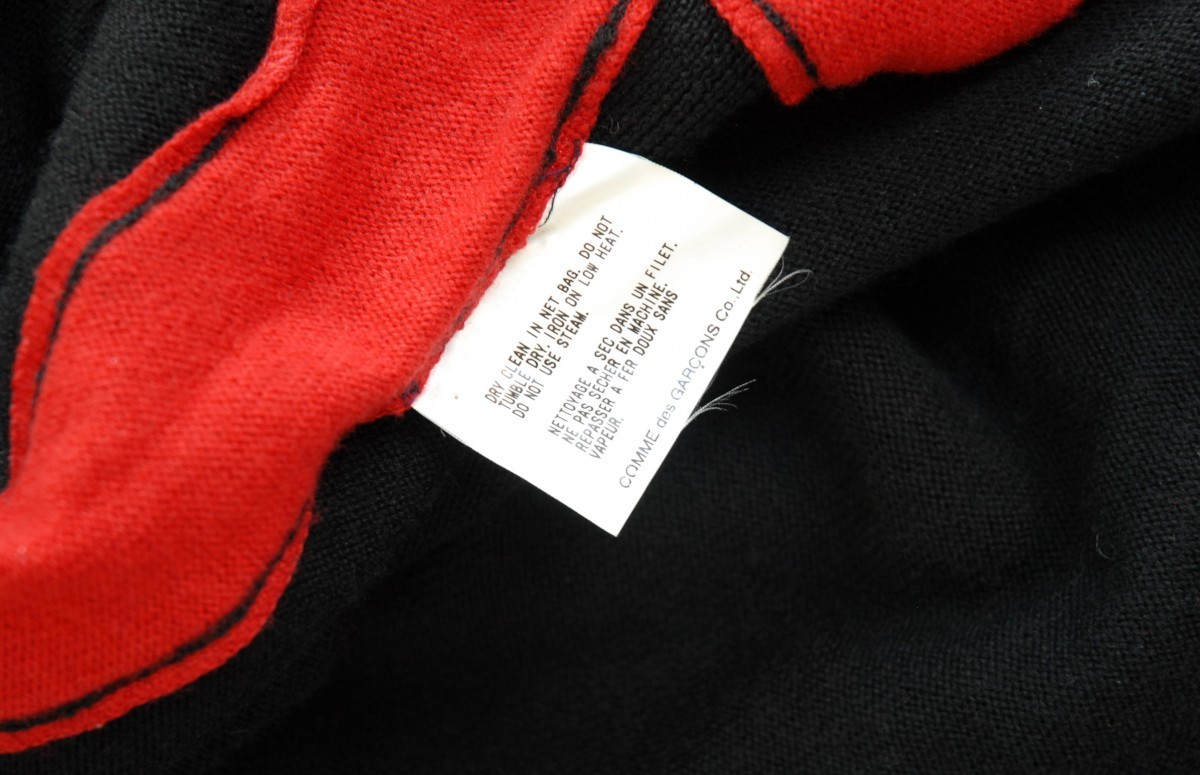 DRY CLEAN IN NET BAG. DO NOT
TUMBLE DRY. IRON ON LOW HEAT.
DO NOT USE STEAM.
NETTOYAGE A SEC DANS UN FILET.
NE PAS SECHER EN MACHINE.
REPASSER A FER DOUX SANS
VAPEUR.
COMME des GARÇONS Co., Ltd.